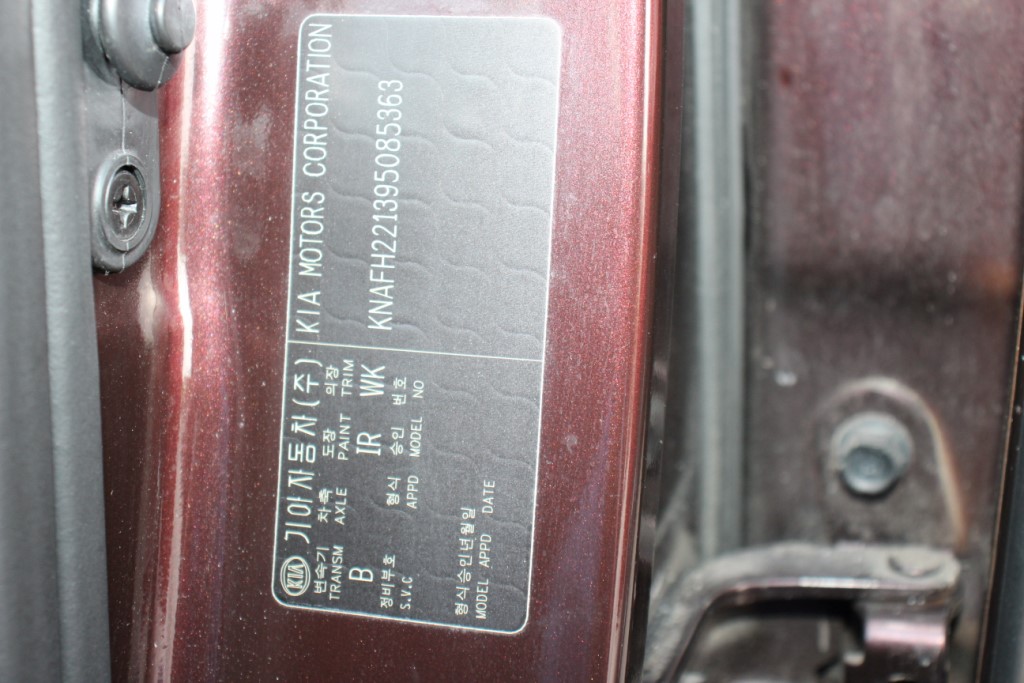 KIA 기아자동차(주) KIA MOTORS CORPORATION
변속기 차축 도장 의장
TRANSM AXLE PAINT TRIM
B IR WK
KNAFH221395085363
정비부호 형식 승인 번호
S.V.C APPD MODEL NO
형식승인년월일
MODEL APPD DATE